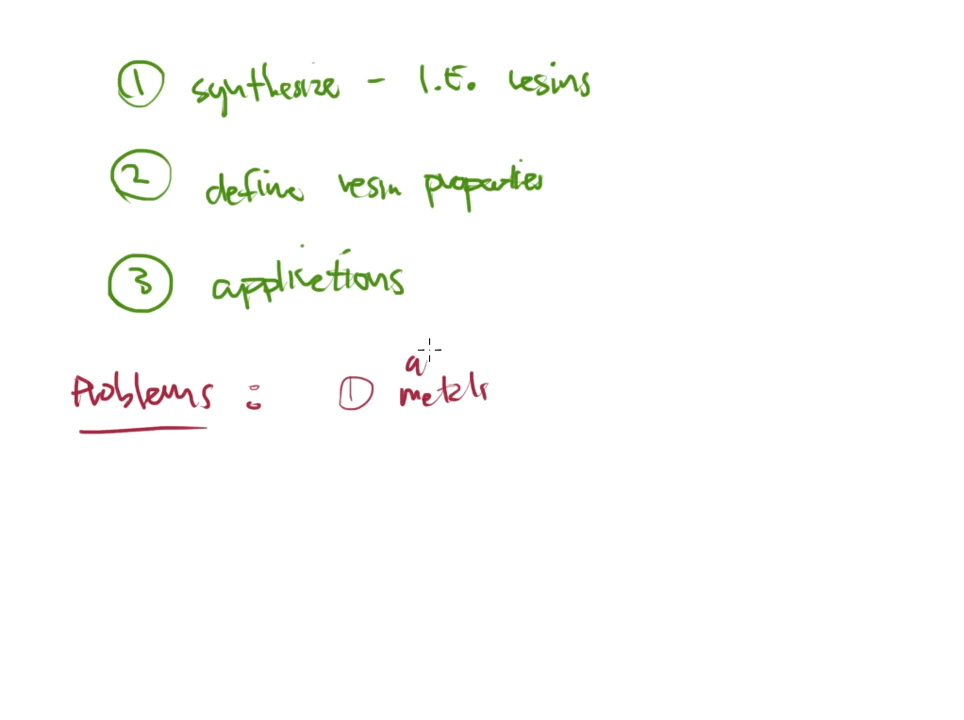 ① synthesize - I.E. resins
② define resin properties
③ applications
a
Problems : ① metals